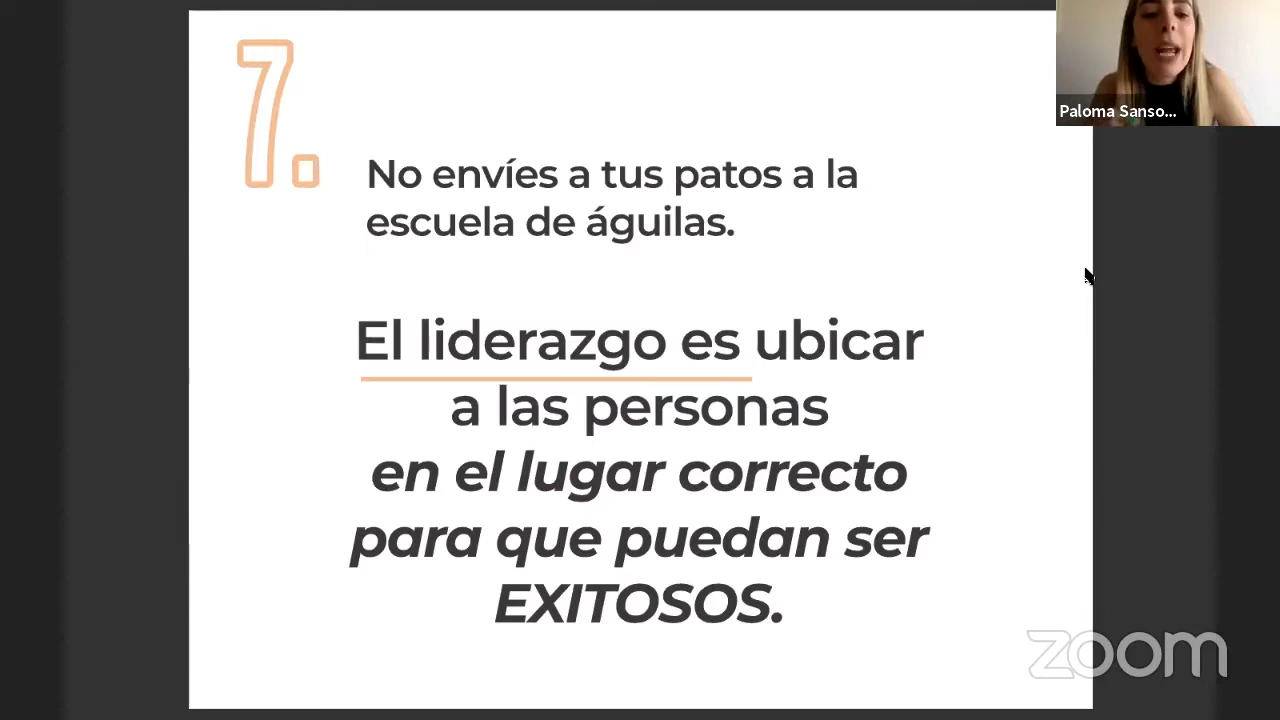 7.
No envíes a tus patos a la
escuela de águilas.
El liderazgo es ubicar
a las personas
en el lugar correcto
para que puedan ser
EXITOSOS.
Paloma Sanso...
zoom